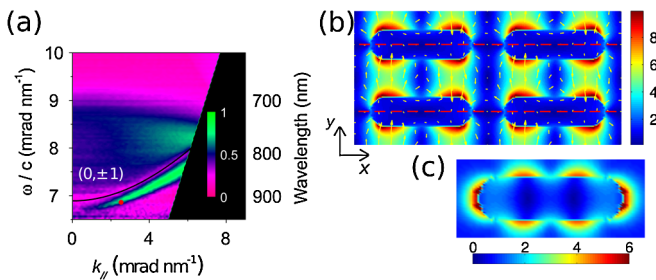 (a)
10
9
8
7
ω / c (mrad nm⁻¹)
(0,±1)
1
0.5
0
700
800
900
Wavelength (nm)
0 4 8
k// (mrad nm⁻¹)
(b)
8
6
4
2
y
x
(c)
0 2 4 6